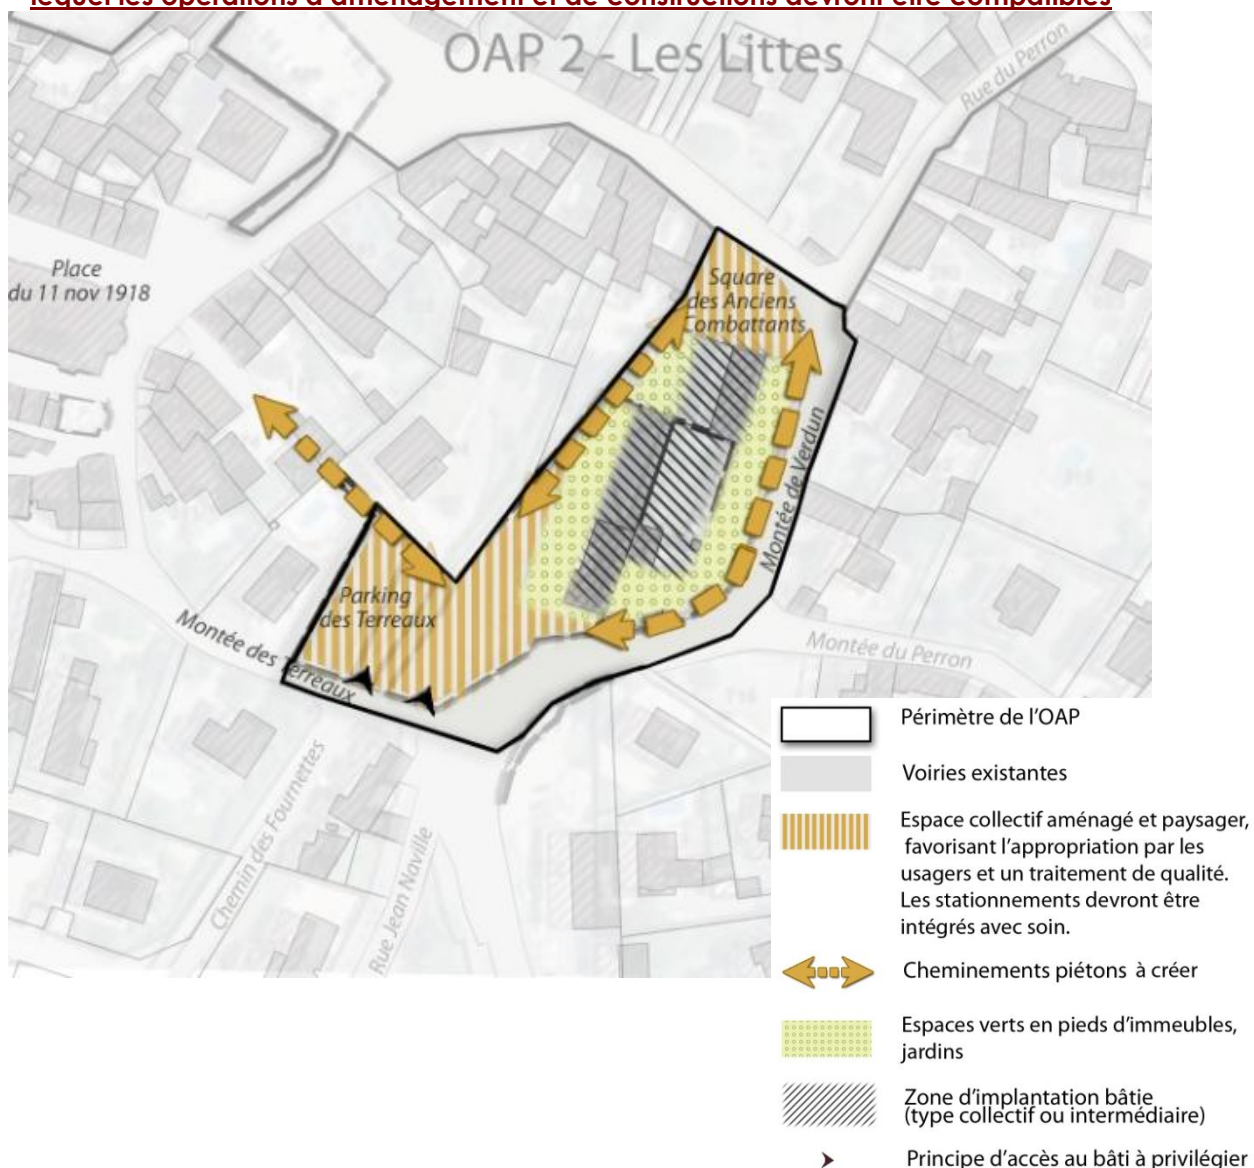 lequel les opérations d'aménagement et de constructions devront être compatibles
OAP 2 - Les Littes
Rue du Perron
Place
du 11 nov 1918
Square
des Anciens
Combattants
Montée de Verdun
Parking
des Terreaux
Montée des Terreaux
Montée du Perron
Chemin des Fournettes
Rue Jean Naville
Périmètre de l'OAP
Voiries existantes
Espace collectif aménagé et paysager,
favorisant l'appropriation par les
usagers et un traitement de qualité.
Les stationnements devront être
intégrés avec soin.
Cheminements piétons à créer
Espaces verts en pieds d'immeubles,
jardins
Zone d'implantation bâtie
(type collectif ou intermédiaire)
Principe d'accès au bâti à privilégier